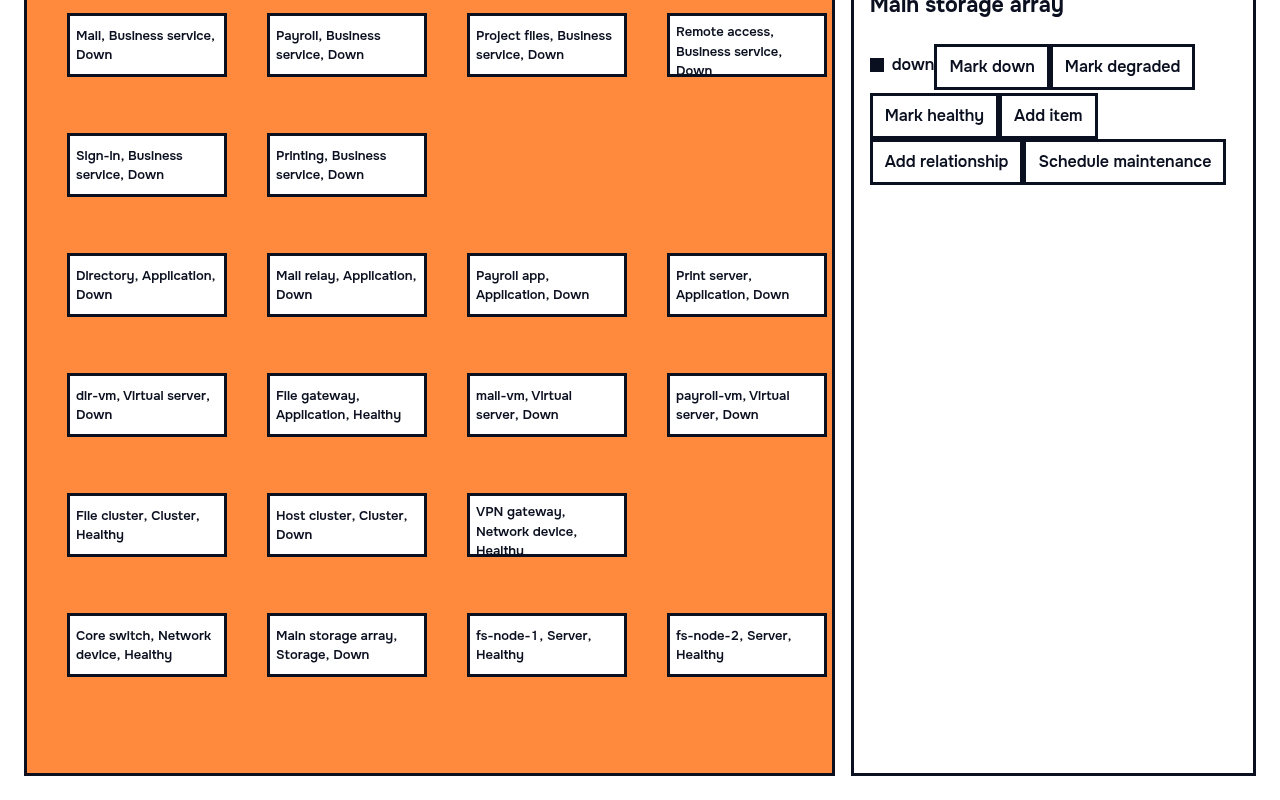 Mail, Business service,
Down
Payroll, Business
service, Down
Project files, Business
service, Down
Remote access,
Business service,
Down
Sign-in, Business
service, Down
Printing, Business
service, Down
Directory, Application,
Down
Mail relay, Application,
Down
Payroll app,
Application, Down
Print server,
Application, Down
dir-vm, Virtual server,
Down
File gateway,
Application, Healthy
mail-vm, Virtual
server, Down
payroll-vm, Virtual
server, Down
File cluster, Cluster,
Healthy
Host cluster, Cluster,
Down
VPN gateway,
Network device,
Healthy
Core switch, Network
device, Healthy
Main storage array,
Storage, Down
fs-node-1, Server,
Healthy
fs-node-2, Server,
Healthy
Main storage array
down Mark down Mark degraded
Mark healthy Add item
Add relationship Schedule maintenance